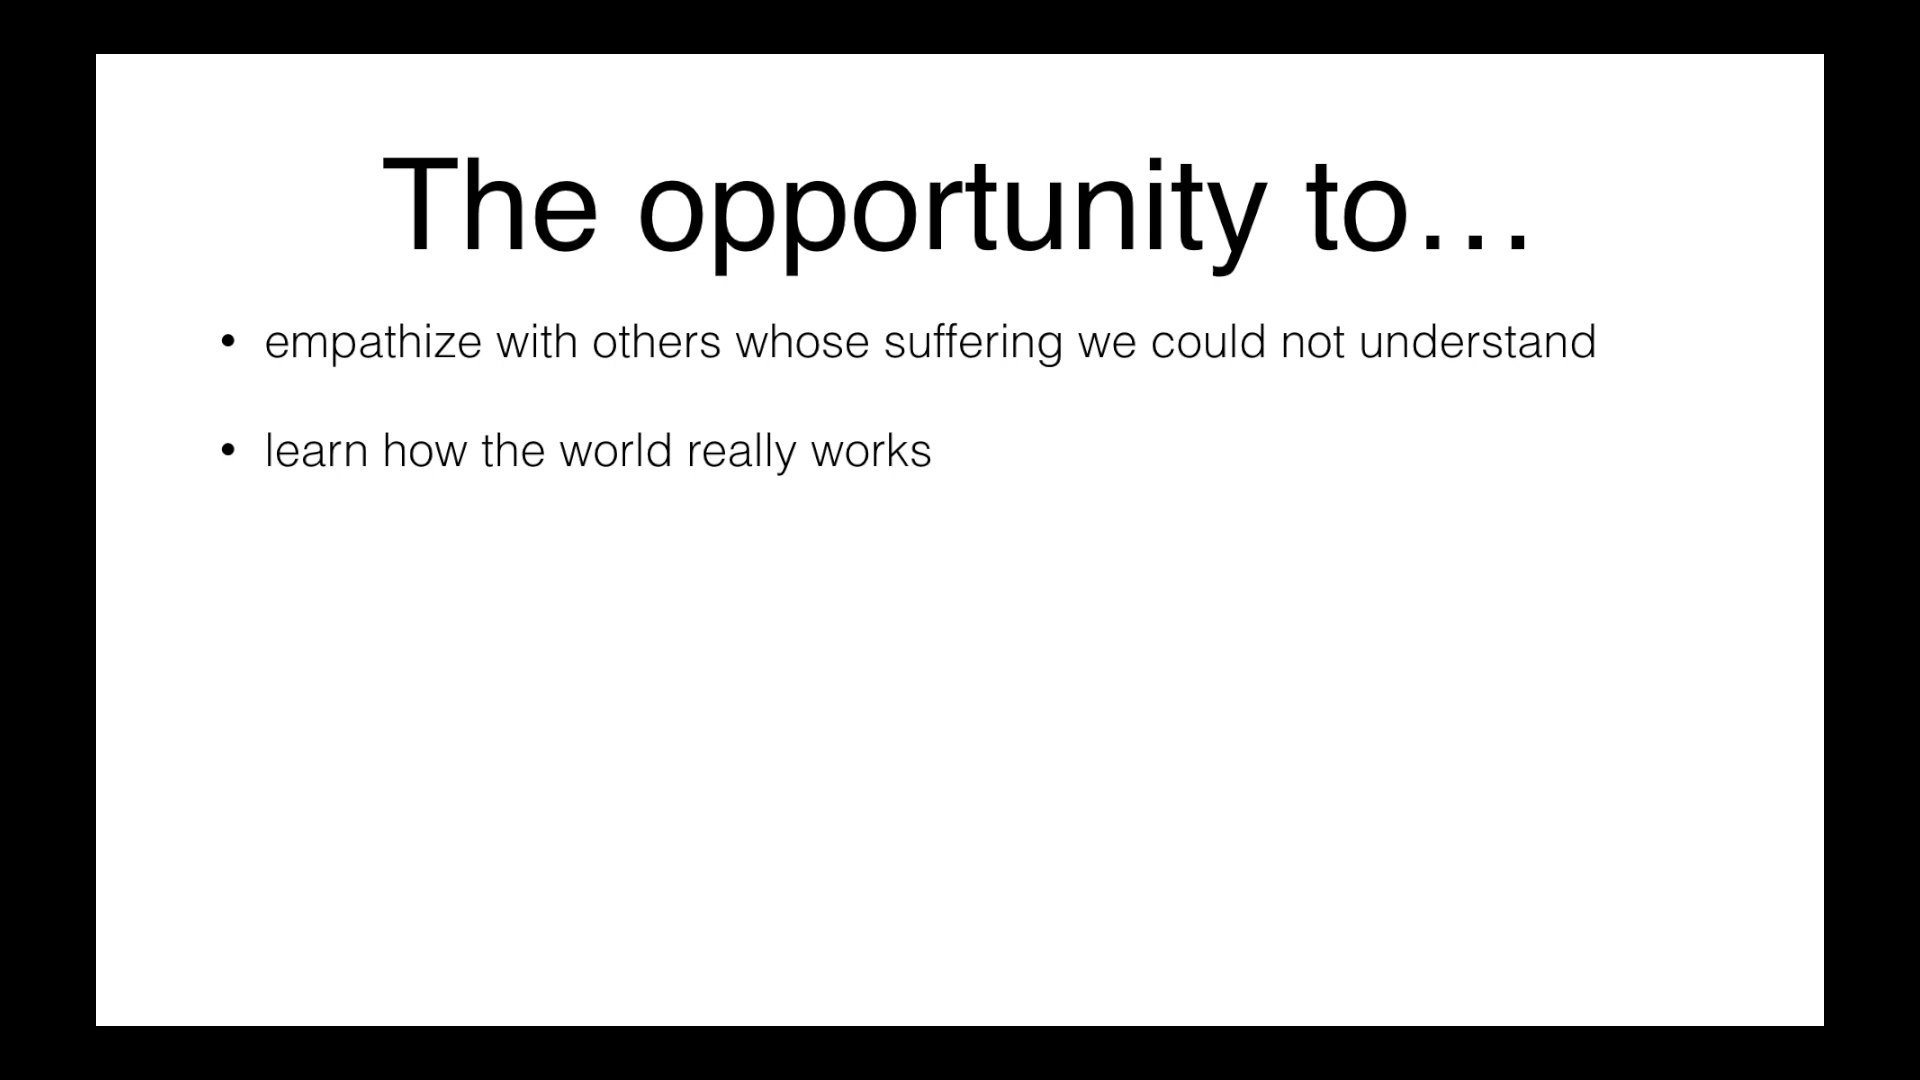 The opportunity to…
• empathize with others whose suffering we could not understand
• learn how the world really works